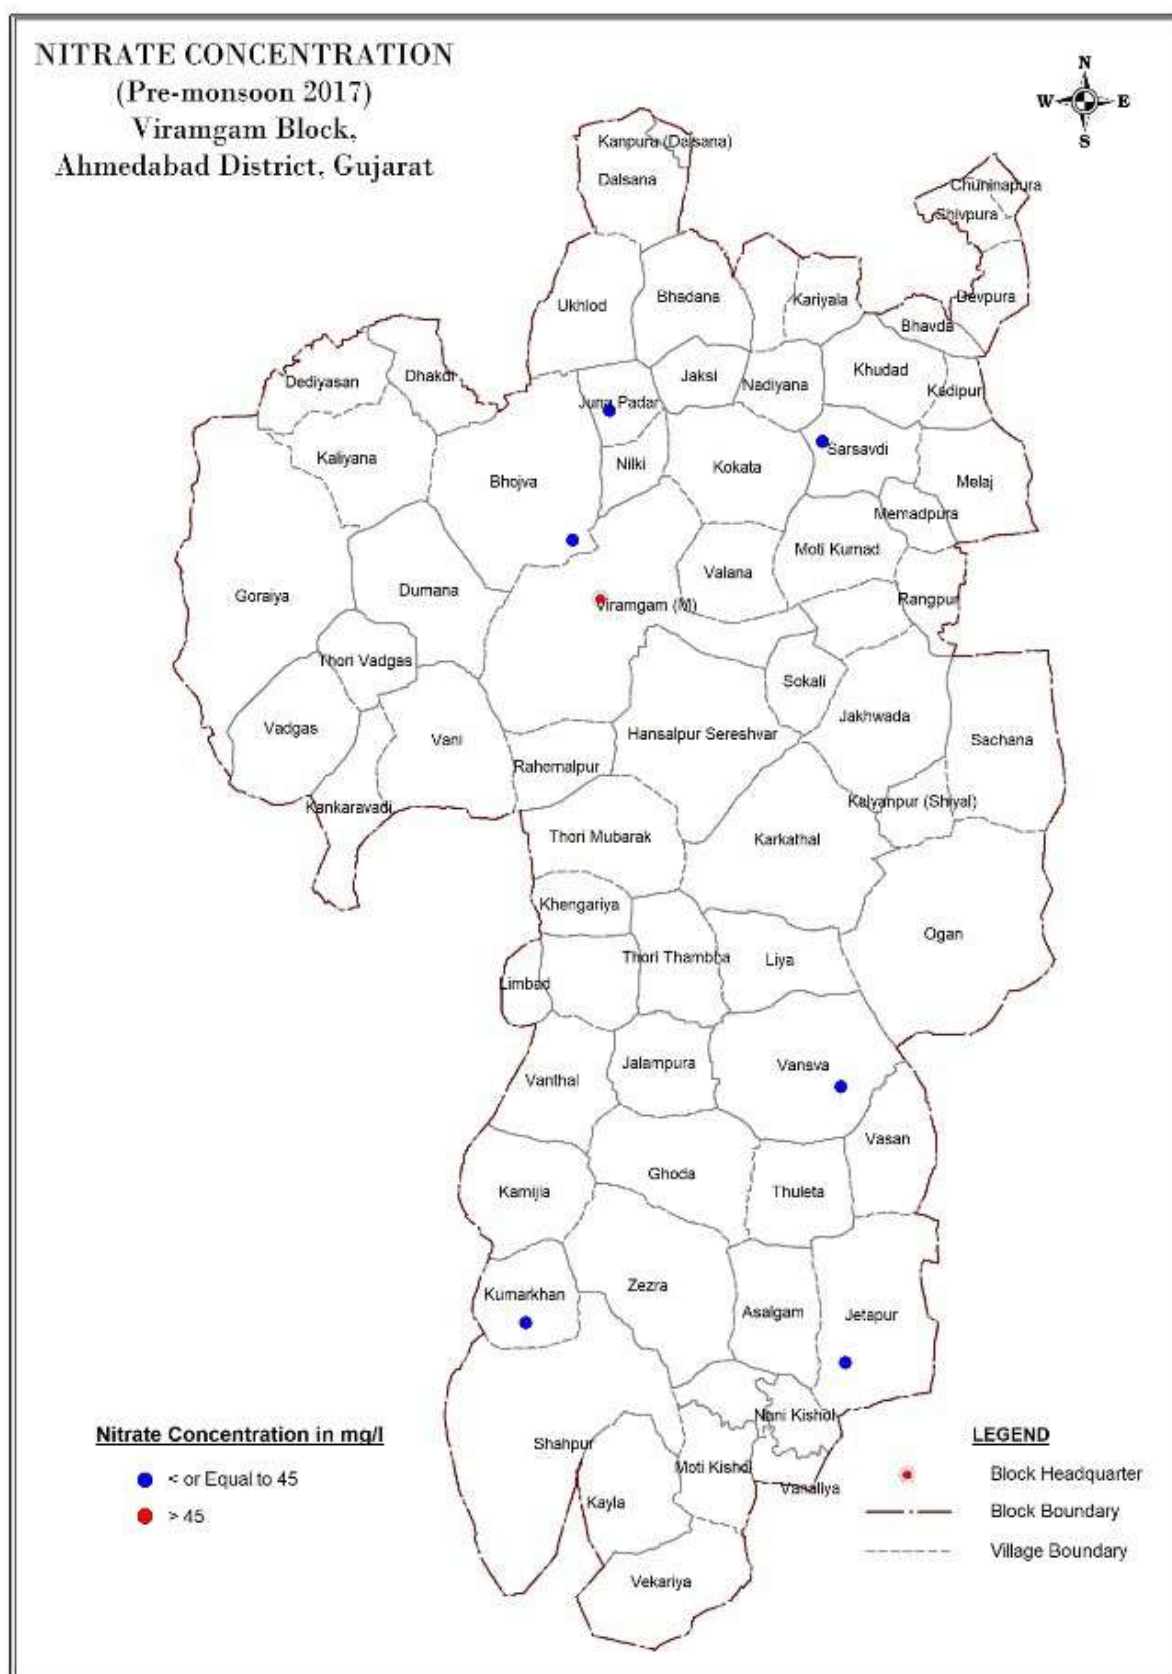 NITRATE CONCENTRATION
(Pre-monsoon 2017)
Viramgam Block,
Ahmedabad District, Gujarat
N
W E
S
Kanpura (Dalsana)
Dalsana
Chuninapura
Shivpura
Devpura
Ukhlod
Bhadana
Kariyala
Bhavda
Dediyasan
Dhakdi
Juna Padar
Jaksi
Nadiyana
Khudad
Kadipur
Kaliyana
Bhojva
Nilki
Kokata
Sarsavdi
Melaj
Memadpura
Moti Kumad
Goraiya
Dumana
Valana
Viramgam (M)
Rangpur
Thori Vadgas
Sokali
Jakhwada
Vadgas
Vani
Hansalpur Sereshvar
Sachana
Rahemalpur
Kankaravadi
Kalyanpur (Shiyal)
Thori Mubarak
Karkathal
Khengariya
Ogan
Limbad
Thori Thambha
Liya
Vanthal
Jalampura
Vansva
Vasan
Kamijla
Ghoda
Thuleta
Kumarkhan
Zezra
Asalgam
Jetapur
Nani Kishol
Shahpur
Moti Kishol
Vanaliya
Kayla
Vekariya
Nitrate Concentration in mg/l
< or Equal to 45
> 45
LEGEND
Block Headquarter
Block Boundary
Village Boundary